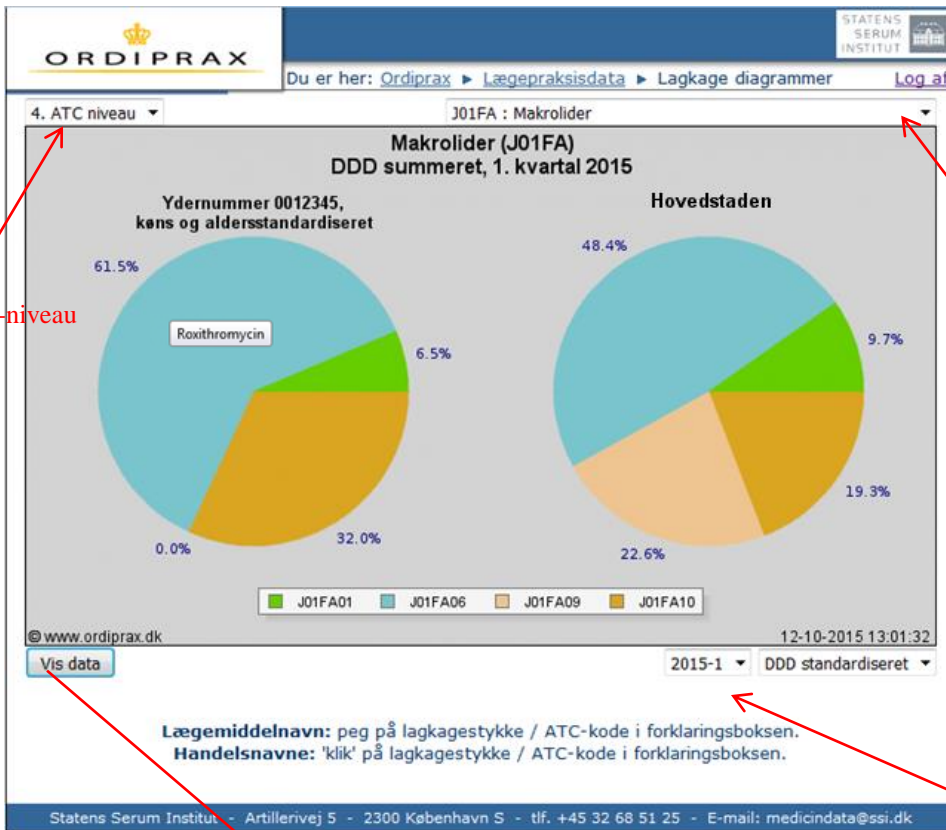 ORDIPRAX
STATENS
SERUM
INSTITUT
Du er her: Ordiprax ► Lægepraksisdata ► Lagkage diagrammer
Log af
4. ATC niveau
J01FA : Makrolider
Makrolider (J01FA)
DDD summeret, 1. kvartal 2015
Ydernummer 0012345,
køns og aldersstandardiseret
Hovedstaden
61.5%
48.4%
-niveau
Roxithromycin
6.5%
9.7%
0.0%
32.0%
22.6%
19.3%
J01FA01 J01FA06 J01FA09 J01FA10
© www.ordiprax.dk
12-10-2015 13:01:32
Vis data
2015-1
DDD standardiseret
Lægemiddelnavn: peg på lagkagestykke / ATC-kode i forklaringsboksen.
Handelsnavne: 'klik' på lagkagestykke / ATC-kode i forklaringsboksen.
Statens Serum Institut - Artillerivej 5 - 2300 København S - tlf. +45 32 68 51 25 - E-mail: medicindata@ssi.dk